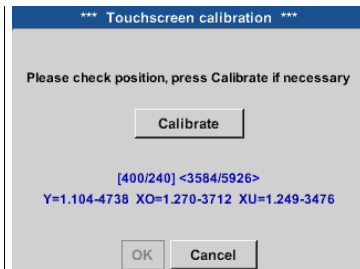 *** Touchscreen calibration ***
Please check position, press Calibrate if necessary
Calibrate
[400/240] <3584/5926>
Y=1.104-4738 XO=1.270-3712 XU=1.249-3476
OK Cancel